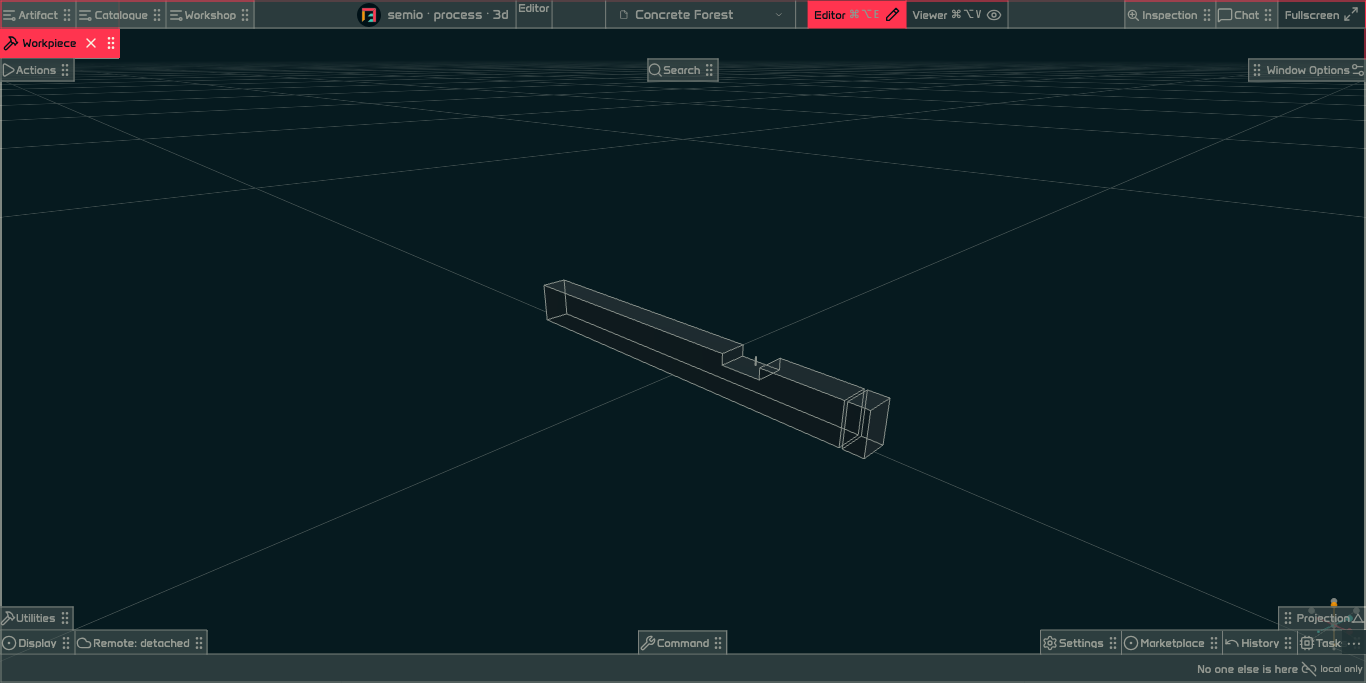 Artifact Catalogue Workshop semio · process · 3d Editor Concrete Forest Editor ⌘⌥E Viewer ⌘⌥V Inspection Chat Fullscreen
Workpiece
Actions Search Window Options
Utilities Projection
Display Remote: detached Command Settings Marketplace History Task
No one else is here local only